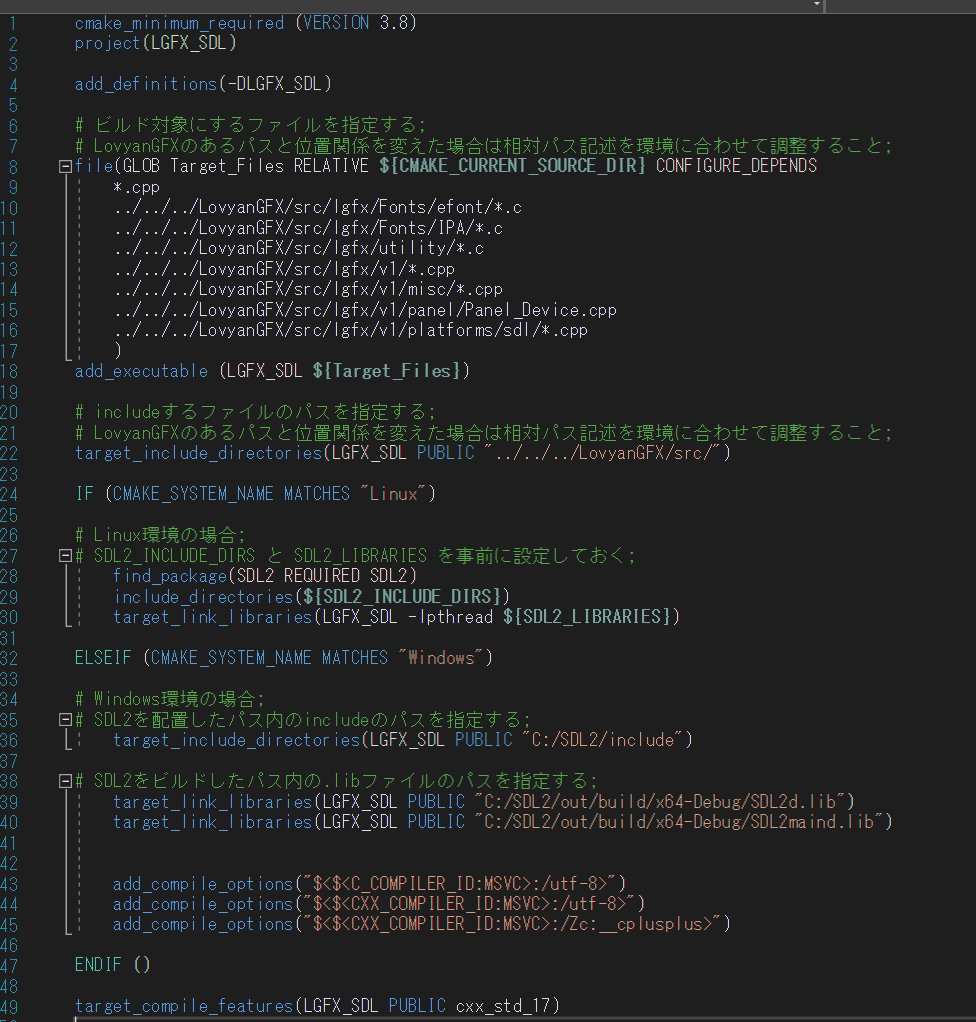 1 cmake_minimum_required (VERSION 3.8)
2 project(LGFX_SDL)
3
4 add_definitions(-DLGFX_SDL)
5
6 # ビルド対象にするファイルを指定する;
7 # LovyanGFXのあるパスと位置関係を変えた場合は相対パス記述を環境に合わせて調整すること;
8 file(GLOB Target_Files RELATIVE ${CMAKE_CURRENT_SOURCE_DIR} CONFIGURE_DEPENDS
9 *.cpp
10 ../../../LovyanGFX/src/lgfx/Fonts/efont/*.c
11 ../../../LovyanGFX/src/lgfx/Fonts/IPA/*.c
12 ../../../LovyanGFX/src/lgfx/utility/*.c
13 ../../../LovyanGFX/src/lgfx/v1/*.cpp
14 ../../../LovyanGFX/src/lgfx/v1/misc/*.cpp
15 ../../../LovyanGFX/src/lgfx/v1/panel/Panel_Device.cpp
16 ../../../LovyanGFX/src/lgfx/v1/platforms/sdl/*.cpp
17 )
18 add_executable (LGFX_SDL ${Target_Files})
19
20 # includeするファイルのパスを指定する;
21 # LovyanGFXのあるパスと位置関係を変えた場合は相対パス記述を環境に合わせて調整すること;
22 target_include_directories(LGFX_SDL PUBLIC "../../../LovyanGFX/src/")
23
24 IF (CMAKE_SYSTEM_NAME MATCHES "Linux")
25
26 # Linux環境の場合;
27 # SDL2_INCLUDE_DIRS と SDL2_LIBRARIES を事前に設定しておく;
28 find_package(SDL2 REQUIRED SDL2)
29 include_directories(${SDL2_INCLUDE_DIRS})
30 target_link_libraries(LGFX_SDL -lpthread ${SDL2_LIBRARIES})
31
32 ELSEIF (CMAKE_SYSTEM_NAME MATCHES "Windows")
33
34 # Windows環境の場合;
35 # SDL2を配置したパス内のincludeのパスを指定する;
36 target_include_directories(LGFX_SDL PUBLIC "C:/SDL2/include")
37
38 # SDL2をビルドしたパス内の.libファイルのパスを指定する;
39 target_link_libraries(LGFX_SDL PUBLIC "C:/SDL2/out/build/x64-Debug/SDL2d.lib")
40 target_link_libraries(LGFX_SDL PUBLIC "C:/SDL2/out/build/x64-Debug/SDL2maind.lib")
41
42
43 add_compile_options("$<$<C_COMPILER_ID:MSVC>:/utf-8>")
44 add_compile_options("$<$<CXX_COMPILER_ID:MSVC>:/utf-8>")
45 add_compile_options("$<$<CXX_COMPILER_ID:MSVC>:/Zc:__cplusplus>")
46
47 ENDIF ()
48
49 target_compile_features(LGFX_SDL PUBLIC cxx_std_17)